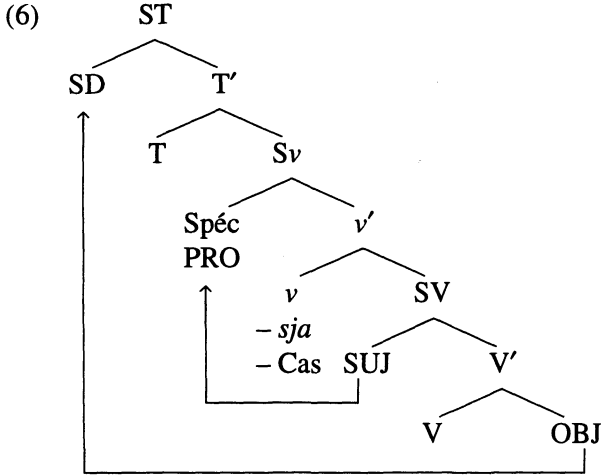 (6) ST
SD T′
T Sv
Spéc v′
PRO
v SV
– sja
– Cas SUJ V′
V OBJ